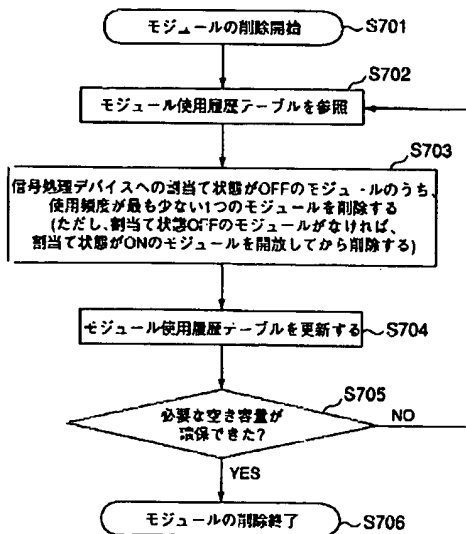 モジュールの削除開始
S701
S702
モジュール使用履歴テーブルを参照
S703
信号処理デバイスへの割当て状態がOFFのモジュールのうち、
使用頻度が最も少ない1つのモジュールを削除する
(ただし、割当て状態OFFのモジュールがなければ、
割当て状態がONのモジュールを開放してから削除する)
モジュール使用履歴テーブルを更新する
S704
S705
必要な空き容量が
確保できた?
NO
YES
モジュールの削除終了
S706